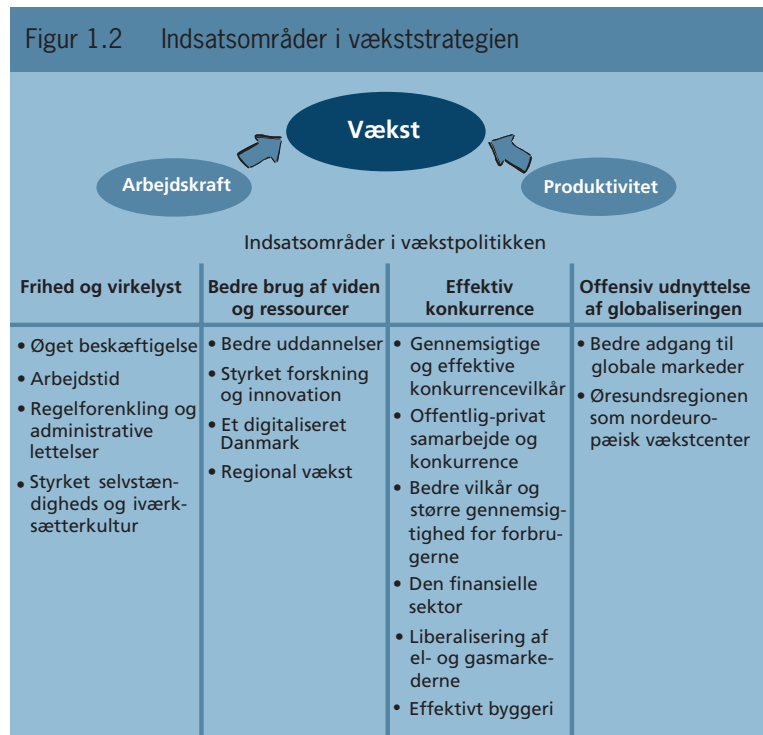 Figur 1.2 Indsatsområder i vækststrategien
Vækst
Arbejdskraft
Produktivitet
Indsatsområder i vækstpolitikken
Frihed og virkelyst
• Øget beskæftigelse
• Arbejdstid
• Regelforenkling og
administrative
lettelser
• Styrket selvstæn-
digheds og iværk-
sætterkultur
Bedre brug af viden
og ressourcer
• Bedre uddannelser
• Styrket forskning
og innovation
• Et digitaliseret
Danmark
• Regional vækst
Effektiv
konkurrence
• Gennemsigtige
og effektive
konkurrencevilkår
• Offentlig-privat
samarbejde og
konkurrence
• Bedre vilkår og
større gennemsig-
tighed for forbru-
gerne
• Den finansielle
sektor
• Liberalisering af
el- og gasmarke-
derne
• Effektivt byggeri
Offensiv udnyttelse
af globaliseringen
• Bedre adgang til
globale markeder
• Øresundsregionen
som nordeuro-
pæisk vækstcenter